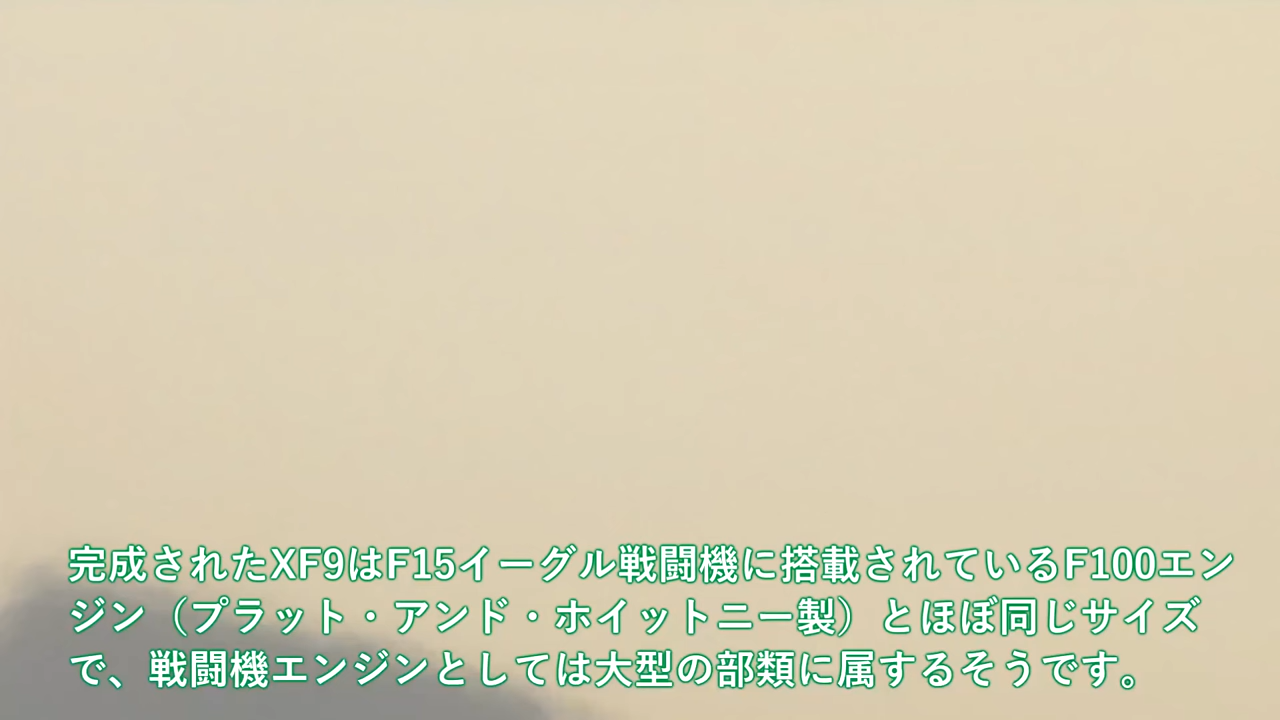 完成されたXF9はF15イーグル戦闘機に搭載されているF100エン
ジン（プラット・アンド・ホイットニー製）とほぼ同じサイズ
で、戦闘機エンジンとしては大型の部類に属するそうです。